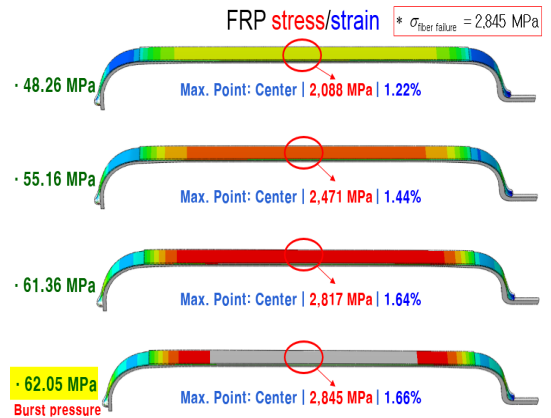 FRP stress/strain
* σfiber failure = 2,845 MPa
· 48.26 MPa
Max. Point: Center | 2,088 MPa | 1.22%
· 55.16 MPa
Max. Point: Center | 2,471 MPa | 1.44%
· 61.36 MPa
Max. Point: Center | 2,817 MPa | 1.64%
· 62.05 MPa
Burst pressure
Max. Point: Center | 2,845 MPa | 1.66%